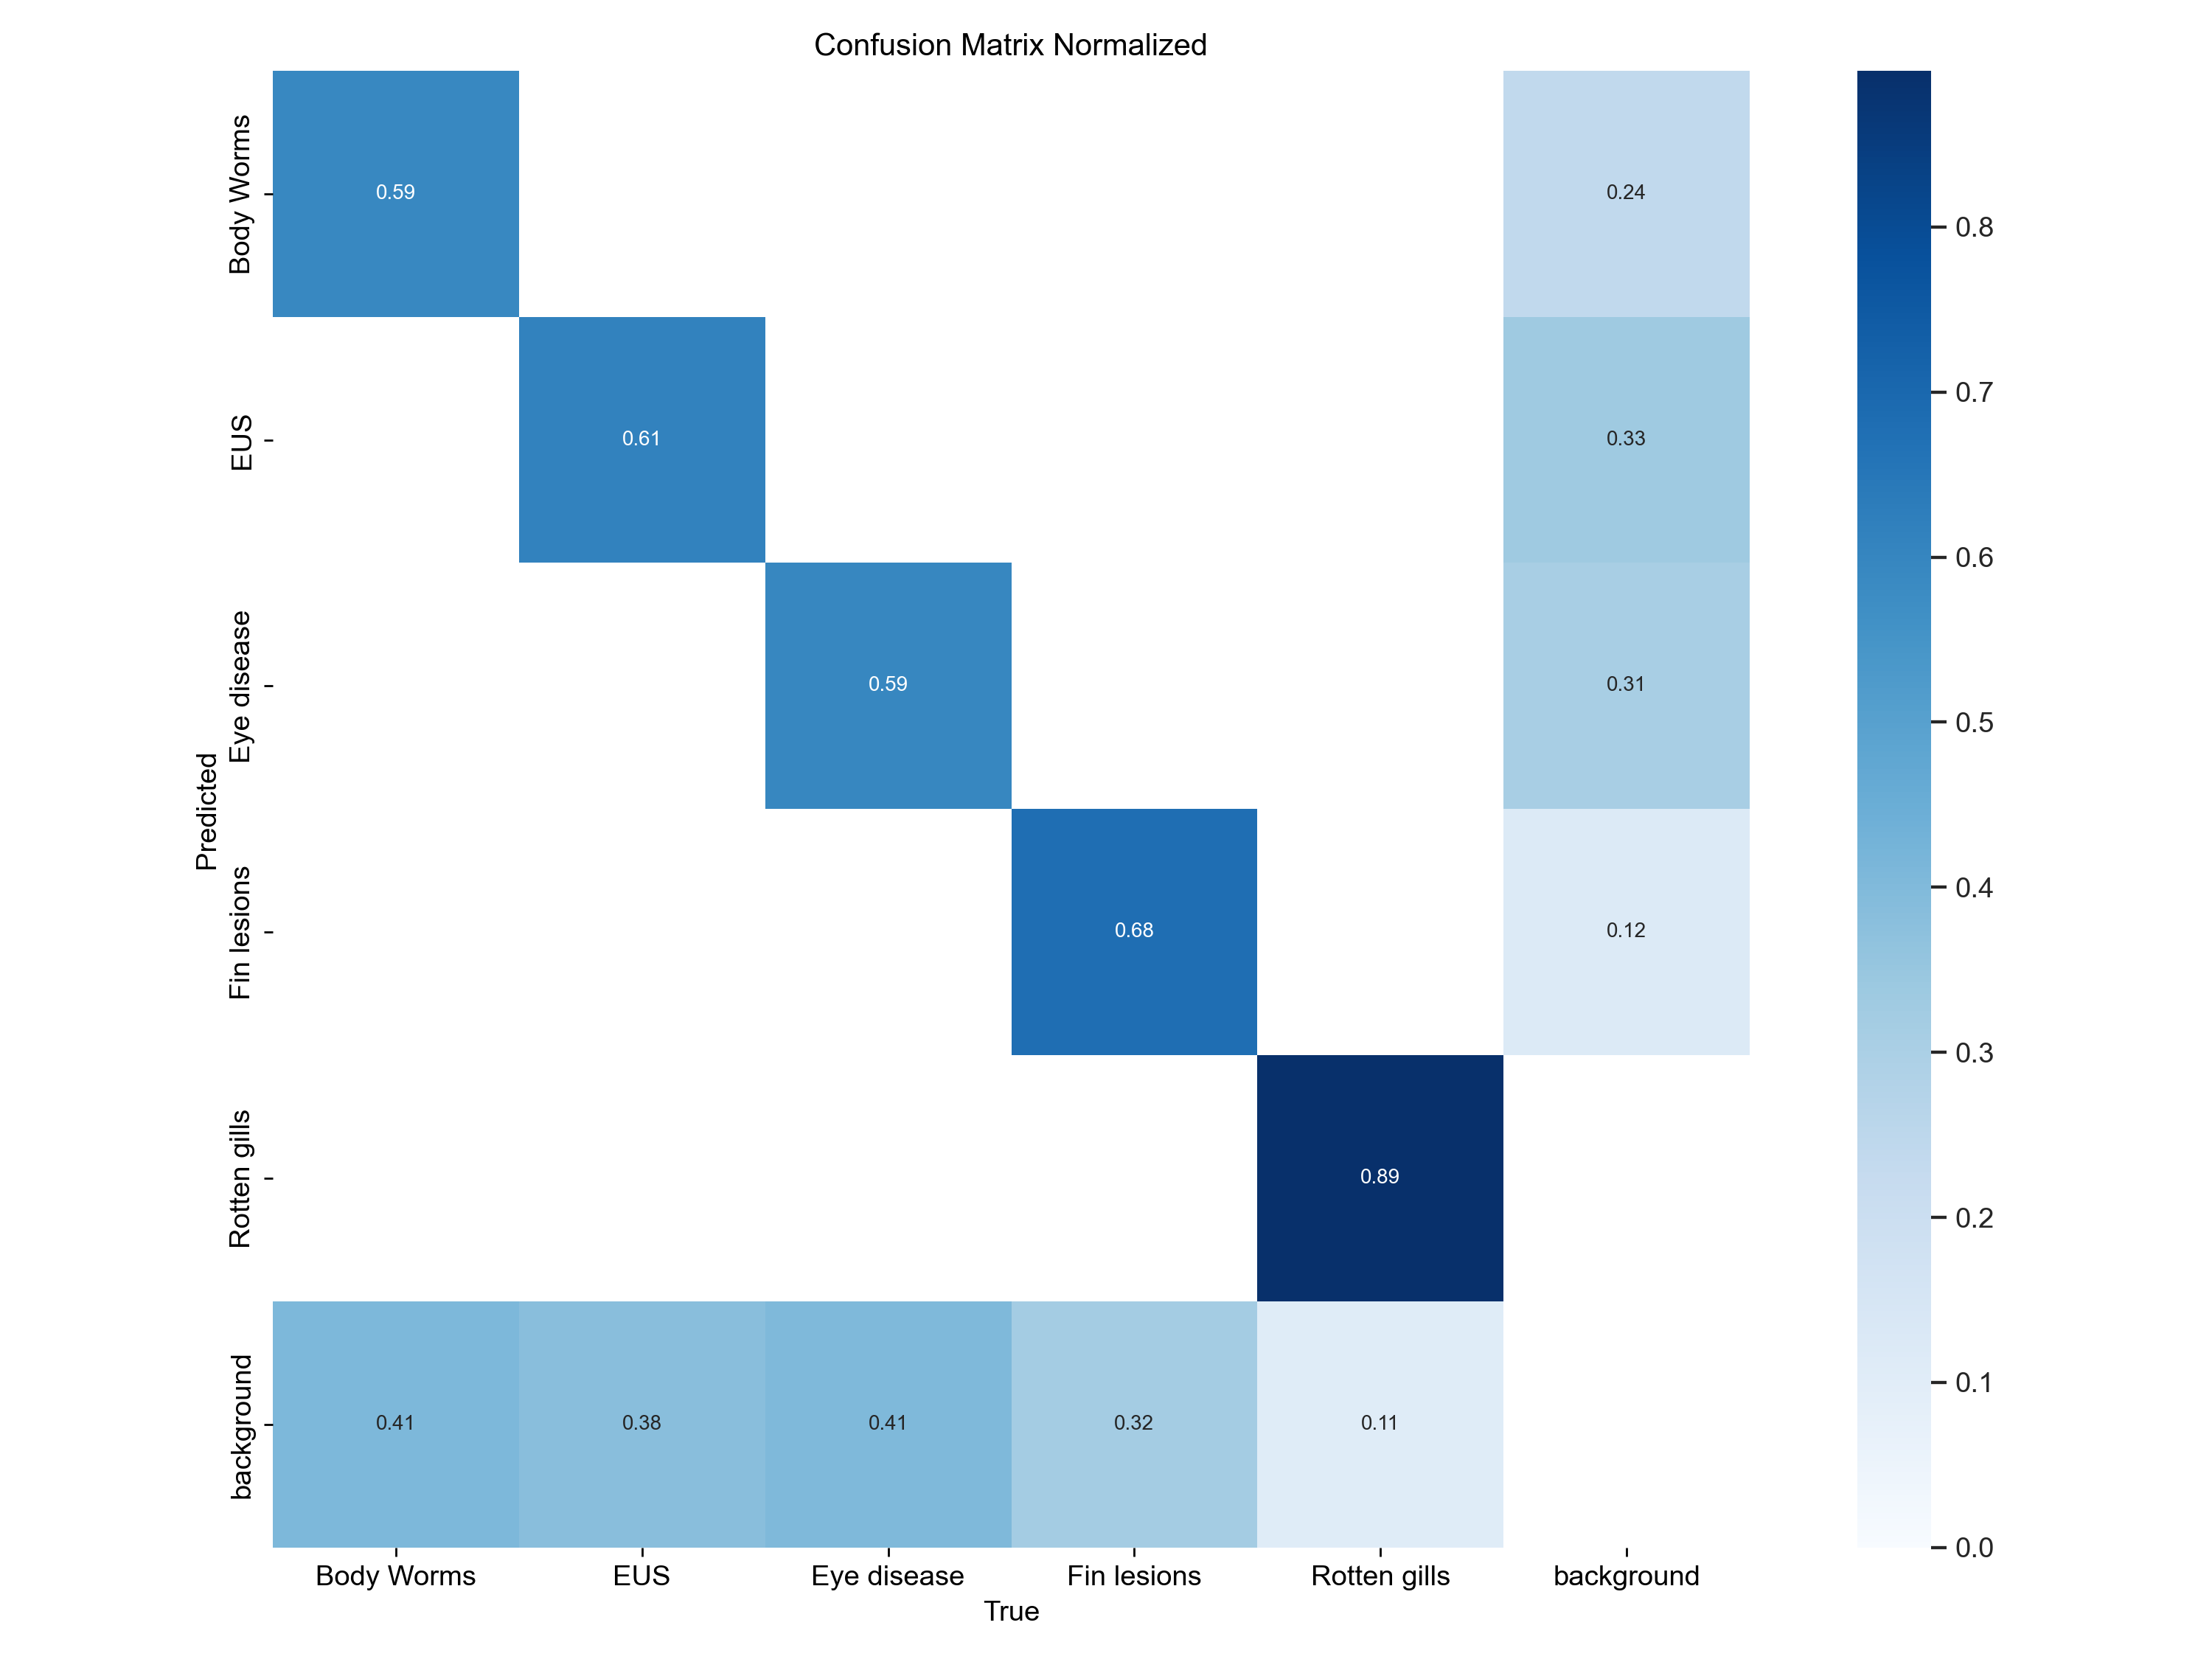 Confusion Matrix Normalized
Body Worms
0.59
0.24
0.8
EUS
0.61
0.33
0.7
0.6
Eye disease
0.59
0.31
0.5
Predicted
0.4
Fin lesions
0.68
0.12
0.3
Rotten gills
0.89
0.2
background
0.41
0.38
0.41
0.32
0.11
0.1
0.0
Body Worms
EUS
Eye disease
Fin lesions
Rotten gills
background
True